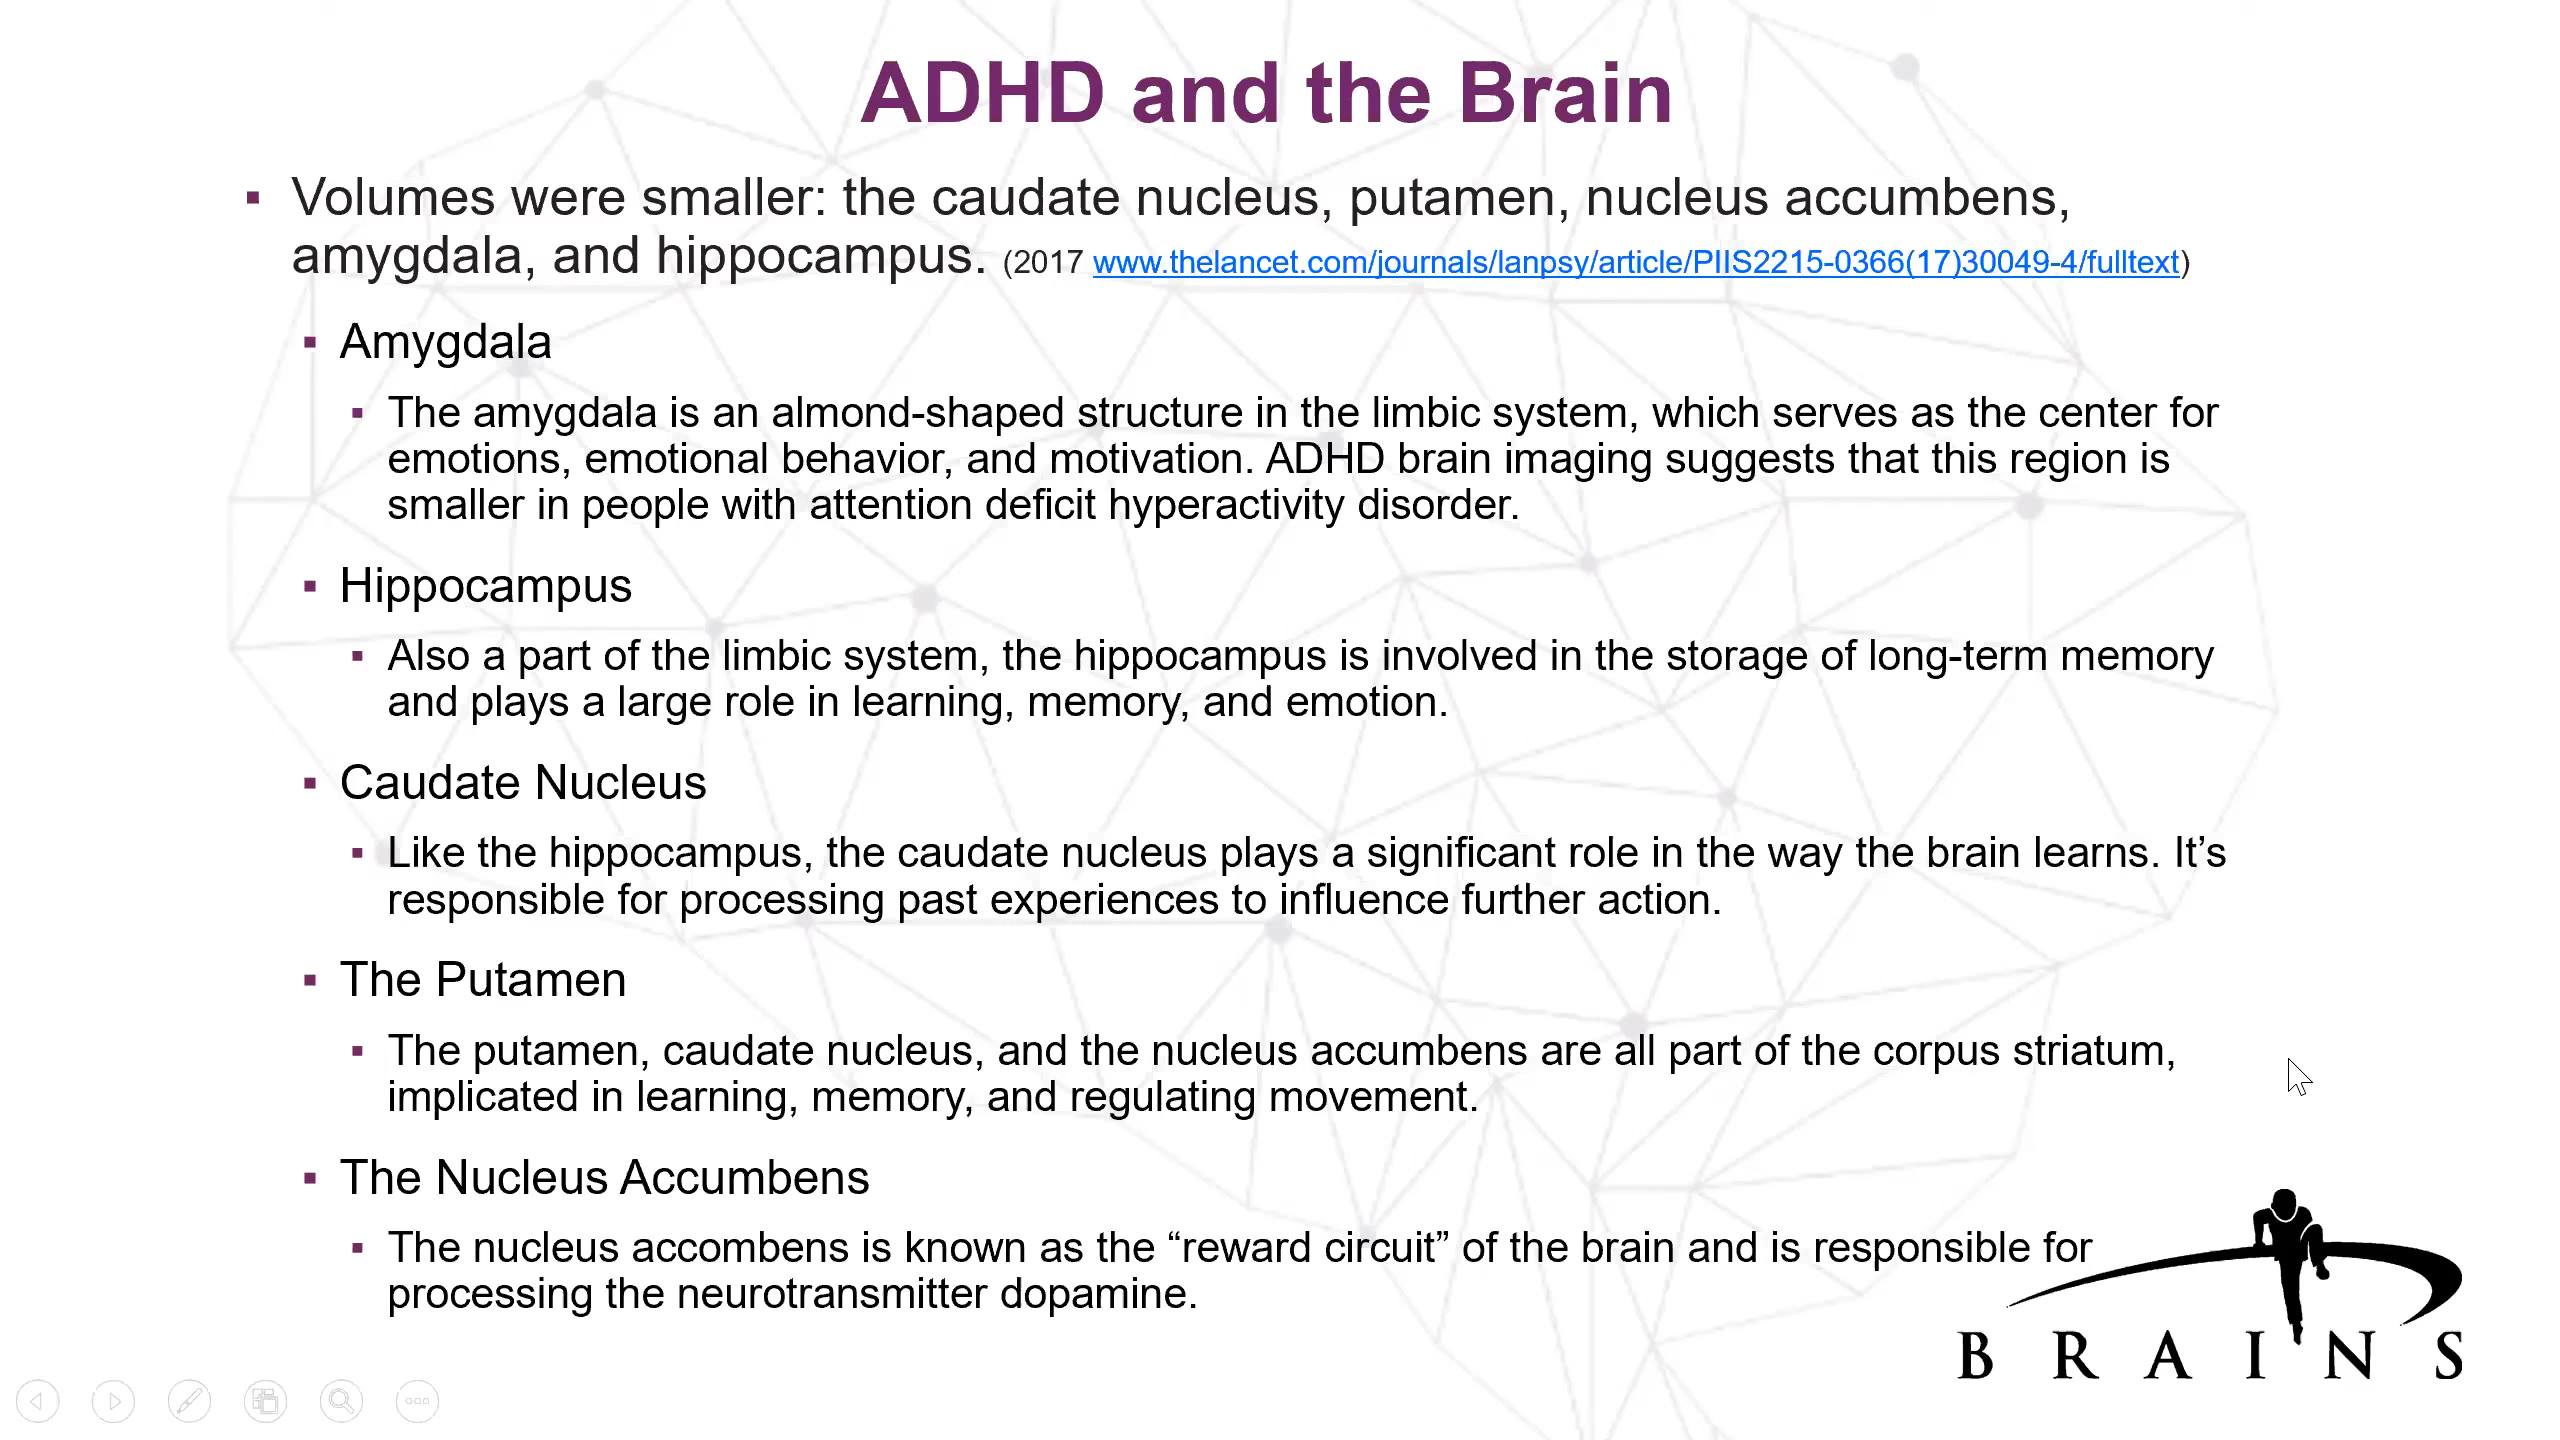 ADHD and the Brain
▪ Volumes were smaller: the caudate nucleus, putamen, nucleus accumbens,
amygdala, and hippocampus. (2017 www.thelancet.com/journals/lanpsy/article/PIIS2215-0366(17)30049-4/fulltext)
▪ Amygdala
▪ The amygdala is an almond-shaped structure in the limbic system, which serves as the center for
emotions, emotional behavior, and motivation. ADHD brain imaging suggests that this region is
smaller in people with attention deficit hyperactivity disorder.
▪ Hippocampus
▪ Also a part of the limbic system, the hippocampus is involved in the storage of long-term memory
and plays a large role in learning, memory, and emotion.
▪ Caudate Nucleus
▪ Like the hippocampus, the caudate nucleus plays a significant role in the way the brain learns. It’s
responsible for processing past experiences to influence further action.
▪ The Putamen
▪ The putamen, caudate nucleus, and the nucleus accumbens are all part of the corpus striatum,
implicated in learning, memory, and regulating movement.
▪ The Nucleus Accumbens
▪ The nucleus accombens is known as the “reward circuit” of the brain and is responsible for
processing the neurotransmitter dopamine.
BRAINS